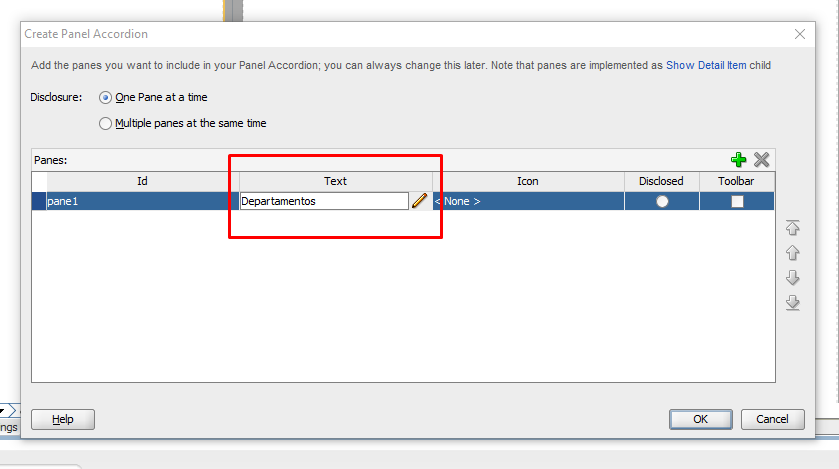 Create Panel Accordion
Add the panes you want to include in your Panel Accordion; you can always change this later. Note that panes are implemented as Show Detail Item child
Disclosure:
One Pane at a time
Multiple panes at the same time
Panes:
Id Text Icon Disclosed Toolbar
pane1 Departamentos < None >
Help OK Cancel
ngs